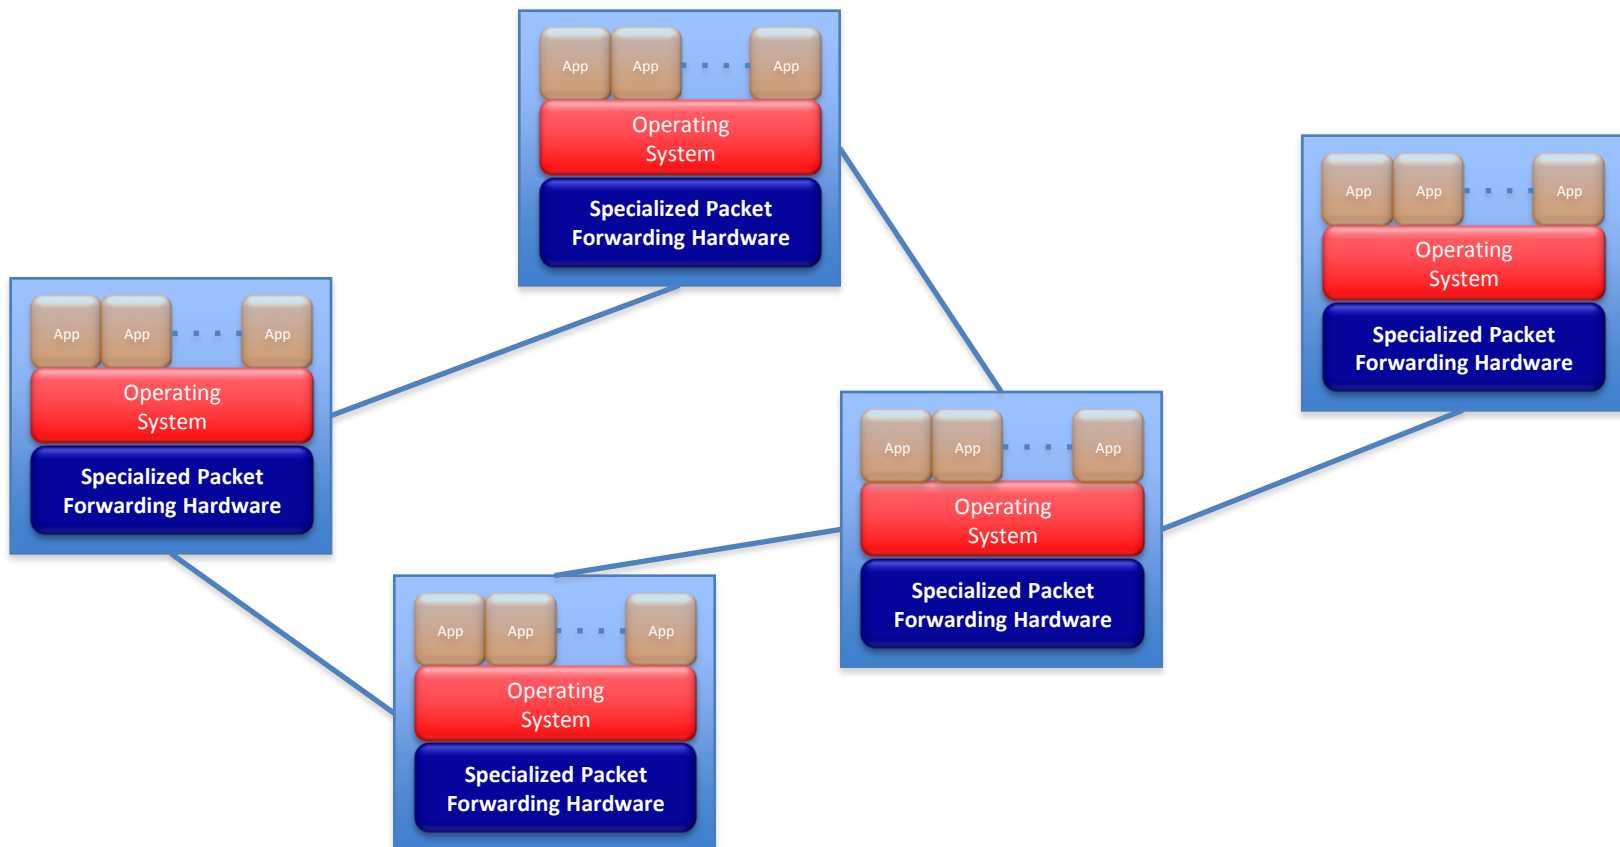 App App App
Operating
System
Specialized Packet
Forwarding Hardware
App App App
Operating
System
Specialized Packet
Forwarding Hardware
App App App
Operating
System
Specialized Packet
Forwarding Hardware
App App App
Operating
System
Specialized Packet
Forwarding Hardware
App App App
Operating
System
Specialized Packet
Forwarding Hardware